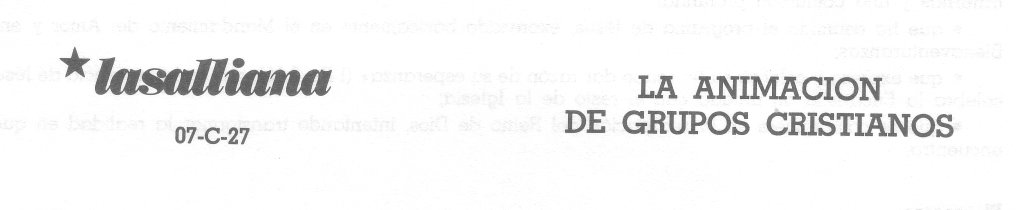 lasalliana
07-C-27
LA ANIMACION
DE GRUPOS CRISTIANOS